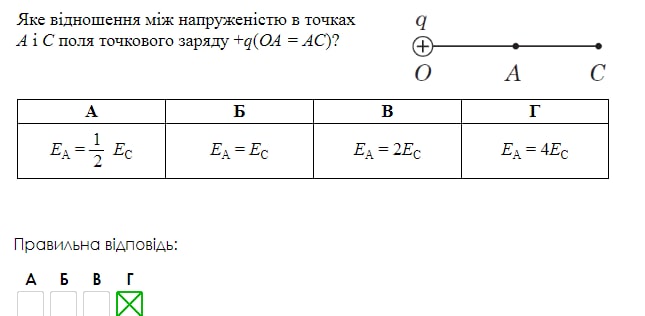 Яке відношення між напруженістю в точках
A і C поля точкового заряду +q(OA = AC)?
q
O A C
А Б В Г
E_A = 1/2 E_C E_A = E_C E_A = 2E_C E_A = 4E_C
Правильна відповідь:
А Б В Г